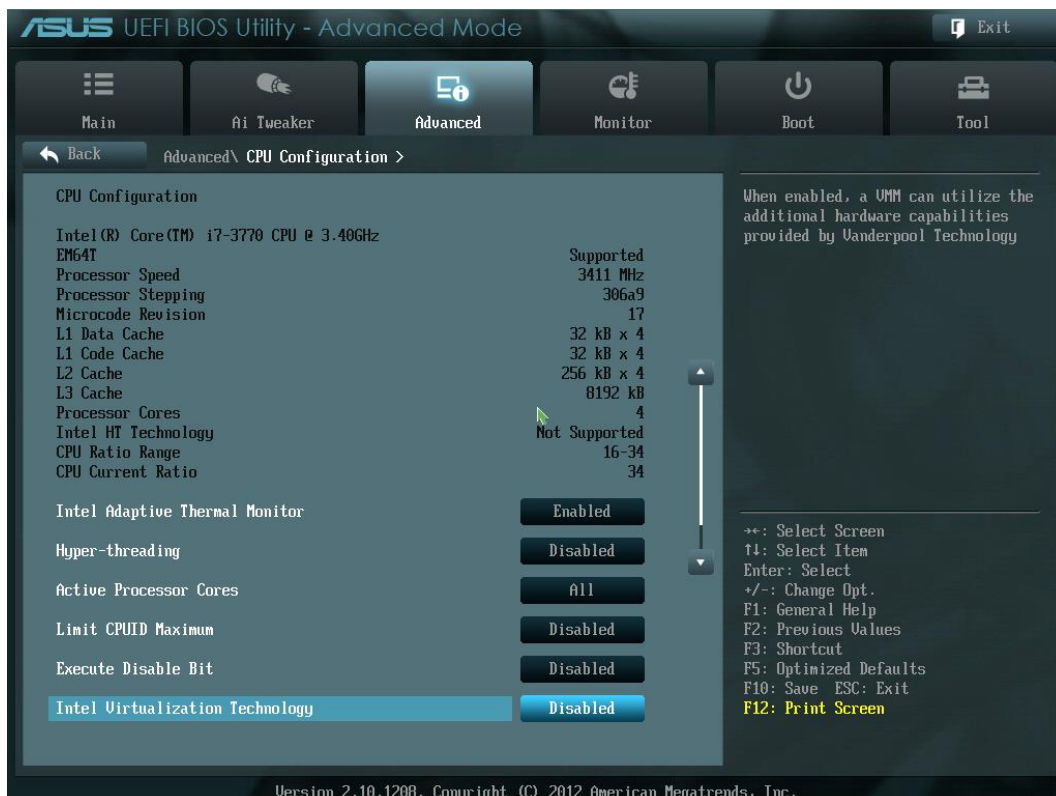 ASUS UEFI BIOS Utility - Advanced Mode
Exit
Main
Ai Tweaker
Advanced
Monitor
Boot
Tool
Back
Advanced\ CPU Configuration >
CPU Configuration
Intel(R) Core(TM) i7-3770 CPU @ 3.40GHz
EM64T Supported
Processor Speed 3411 MHz
Processor Stepping 306a9
Microcode Revision 17
L1 Data Cache 32 kB x 4
L1 Code Cache 32 kB x 4
L2 Cache 256 kB x 4
L3 Cache 8192 kB
Processor Cores 4
Intel HT Technology Not Supported
CPU Ratio Range 16-34
CPU Current Ratio 34
Intel Adaptive Thermal Monitor Enabled
Hyper-threading Disabled
Active Processor Cores All
Limit CPUID Maximum Disabled
Execute Disable Bit Disabled
Intel Virtualization Technology Disabled
When enabled, a VMM can utilize the
additional hardware capabilities
provided by Vanderpool Technology
→←: Select Screen
↑↓: Select Item
Enter: Select
+/-: Change Opt.
F1: General Help
F2: Previous Values
F3: Shortcut
F5: Optimized Defaults
F10: Save ESC: Exit
F12: Print Screen
Version 2.10.1208. Copyright (C) 2012 American Megatrends, Inc.